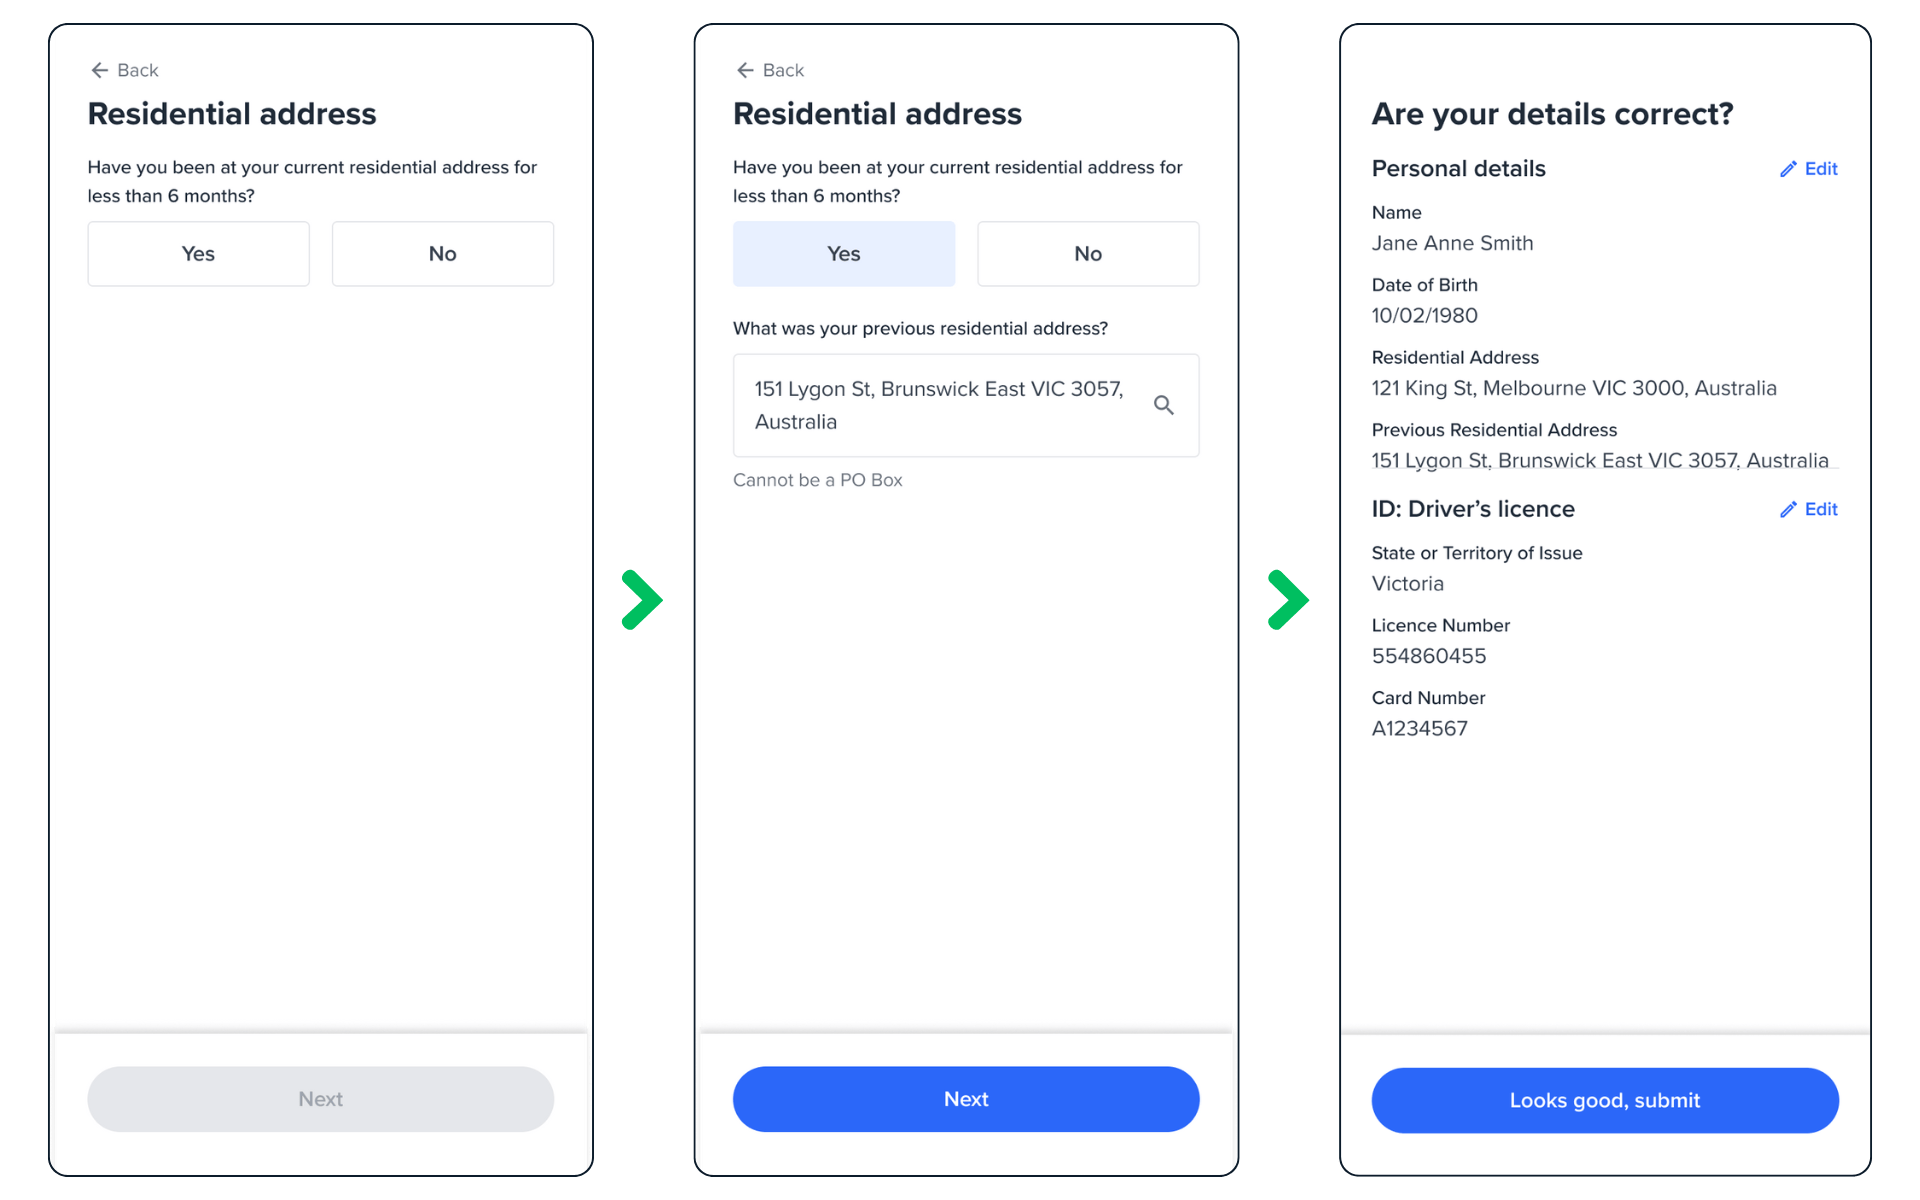 Back
Residential address
Have you been at your current residential address for
less than 6 months?
Yes
No
Next
Back
Residential address
Have you been at your current residential address for
less than 6 months?
Yes
No
What was your previous residential address?
151 Lygon St, Brunswick East VIC 3057,
Australia
Cannot be a PO Box
Next
Are your details correct?
Personal details
Edit
Name
Jane Anne Smith
Date of Birth
10/02/1980
Residential Address
121 King St, Melbourne VIC 3000, Australia
Previous Residential Address
151 Lygon St, Brunswick East VIC 3057, Australia
ID: Driver’s licence
Edit
State or Territory of Issue
Victoria
Licence Number
554860455
Card Number
A1234567
Looks good, submit